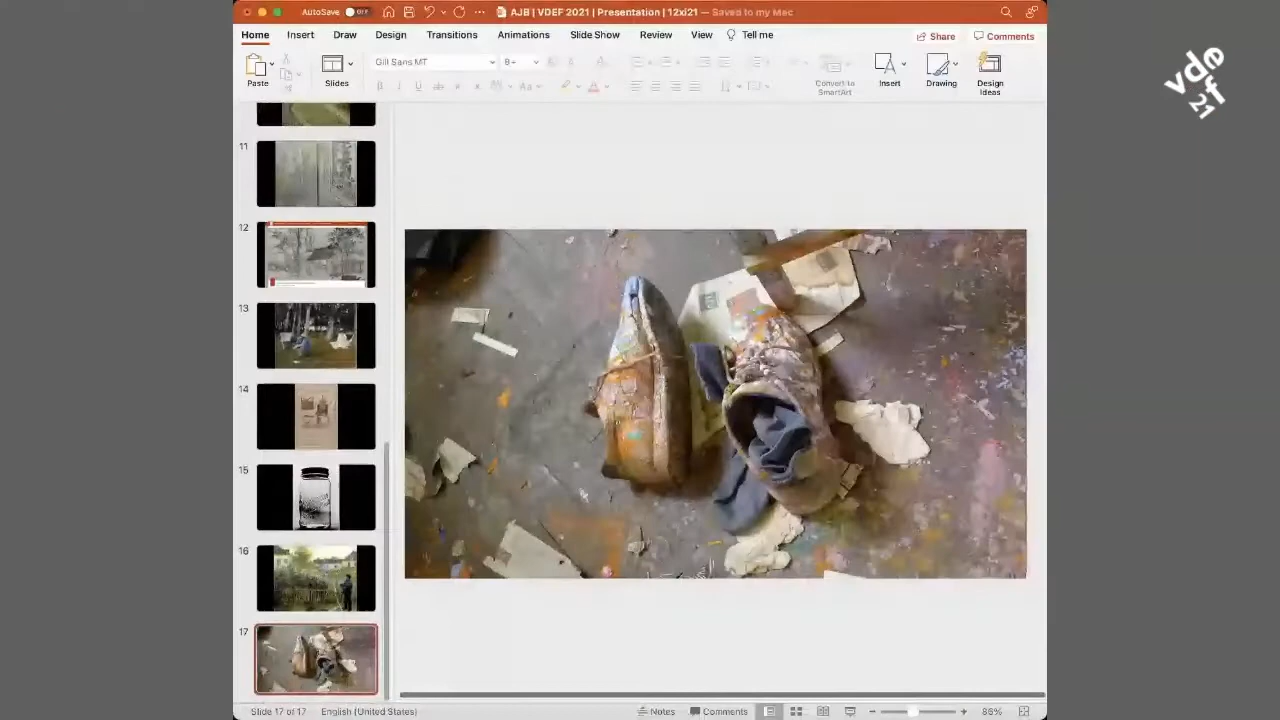 AutoSave OFF AJB | VDEF 2021 | Presentation | 12xi21 — Saved to my Mac
Home Insert Draw Design Transitions Animations Slide Show Review View Tell me Share Comments
Paste Slides Gill Sans MT 8+ Convert to SmartArt Insert Drawing Design Ideas
vdef
21
11
12
13
14
15
16
17
Slide 17 of 17 English (United States) Notes Comments 86%